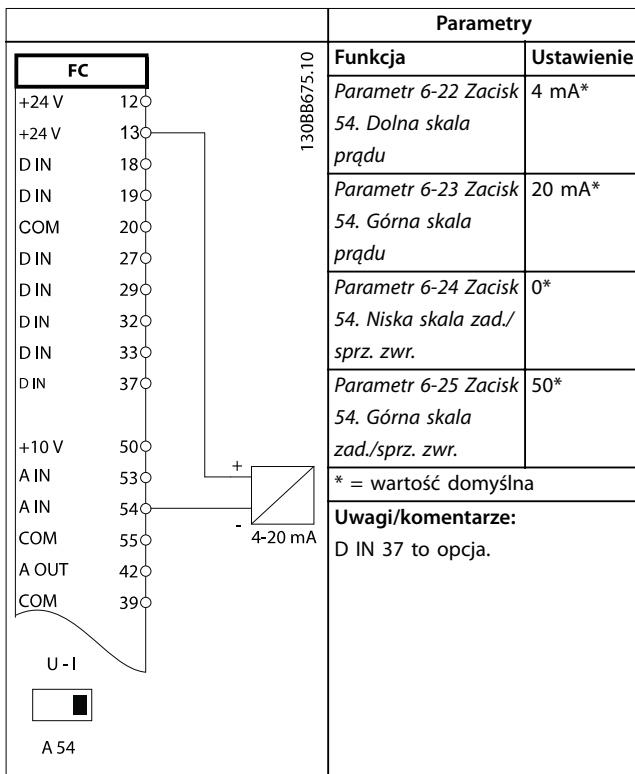 FC
+24 V 12
+24 V 13
D IN 18
D IN 19
COM 20
D IN 27
D IN 29
D IN 32
D IN 33
D IN 37
+10 V 50
A IN 53
A IN 54
COM 55
A OUT 42
COM 39
+
-
4-20 mA
U - I
A 54
130BB675.10
Parametry
Funkcja Ustawienie
Parametr 6-22 Zacisk 4 mA*
54. Dolna skala
prądu
Parametr 6-23 Zacisk 20 mA*
54. Górna skala
prądu
Parametr 6-24 Zacisk 0*
54. Niska skala zad./
sprz. zwr.
Parametr 6-25 Zacisk 50*
54. Górna skala
zad./sprz. zwr.
* = wartość domyślna
Uwagi/komentarze:
D IN 37 to opcja.